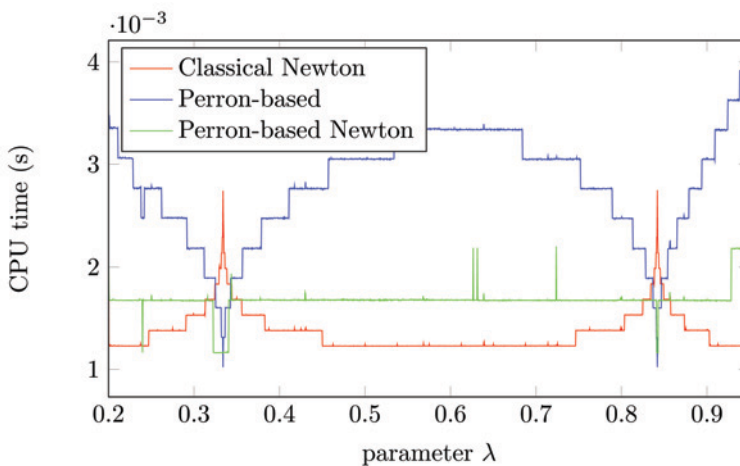 ·10−3
4
3
2
1
CPU time (s)
Classical Newton
Perron-based
Perron-based Newton
0.2 0.3 0.4 0.5 0.6 0.7 0.8 0.9
parameter λ